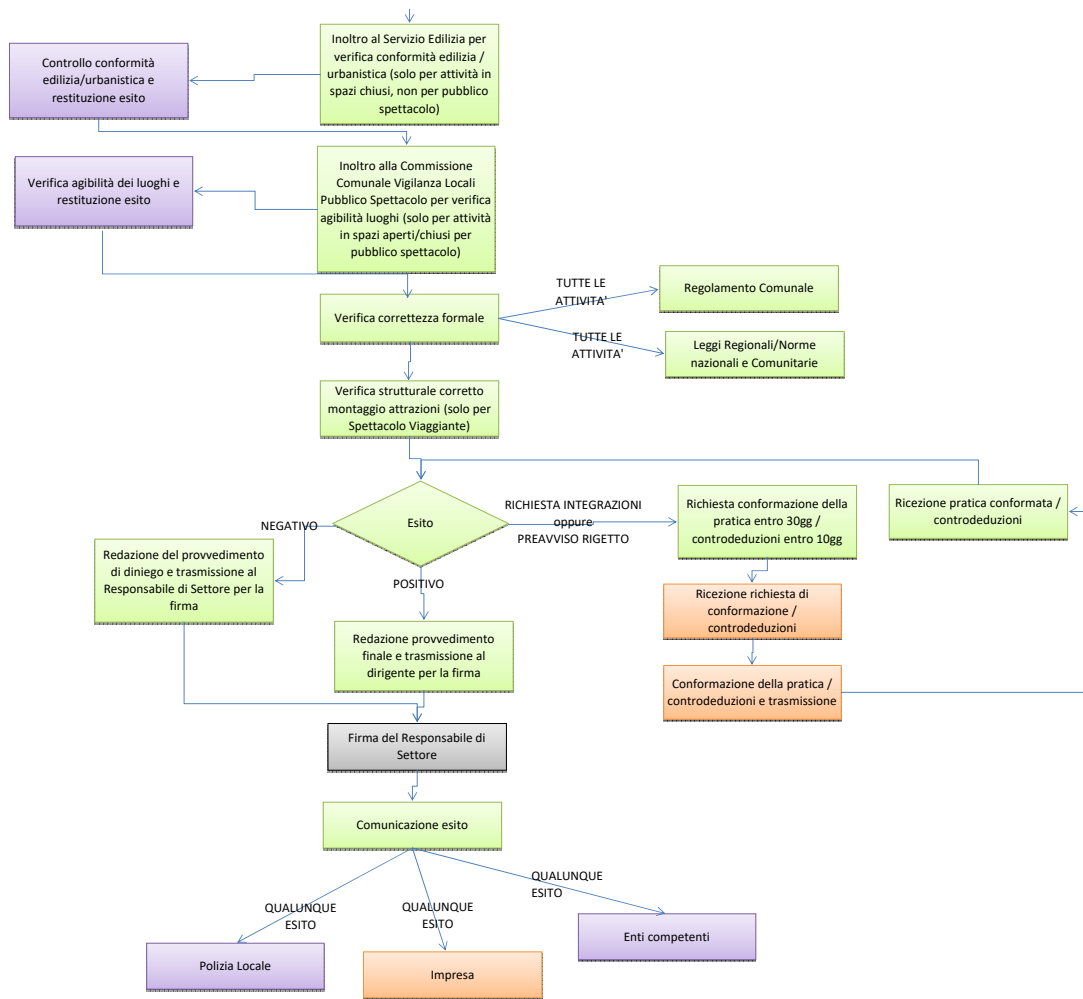 Inoltro al Servizio Edilizia per
verifica conformità edilizia /
urbanistica (solo per attività in
spazi chiusi, non per pubblico
spettacolo)
Controllo conformità
edilizia/urbanistica e
restituzione esito
Inoltro alla Commissione
Comunale Vigilanza Locali
Pubblico Spettacolo per verifica
agibilità luoghi (solo per attività
in spazi aperti/chiusi per
pubblico spettacolo)
Verifica agibilità dei luoghi e
restituzione esito
Verifica correttezza formale
TUTTE LE
ATTIVITA'
Regolamento Comunale
TUTTE LE
ATTIVITA'
Leggi Regionali/Norme
nazionali e Comunitarie
Verifica strutturale corretto
montaggio attrazioni (solo per
Spettacolo Viaggiante)
Esito
NEGATIVO
RICHIESTA INTEGRAZIONI
oppure
PREAVVISO RIGETTO
Richiesta conformazione della
pratica entro 30gg /
controdeduzioni entro 10gg
Ricezione pratica conformata /
controdeduzioni
Redazione del provvedimento
di diniego e trasmissione al
Responsabile di Settore per la
firma
POSITIVO
Ricezione richiesta di
conformazione /
controdeduzioni
Redazione provvedimento
finale e trasmissione al
dirigente per la firma
Conformazione della pratica /
controdeduzioni e trasmissione
Firma del Responsabile di
Settore
Comunicazione esito
QUALUNQUE
ESITO
QUALUNQUE
ESITO
QUALUNQUE
ESITO
Polizia Locale
Impresa
Enti competenti